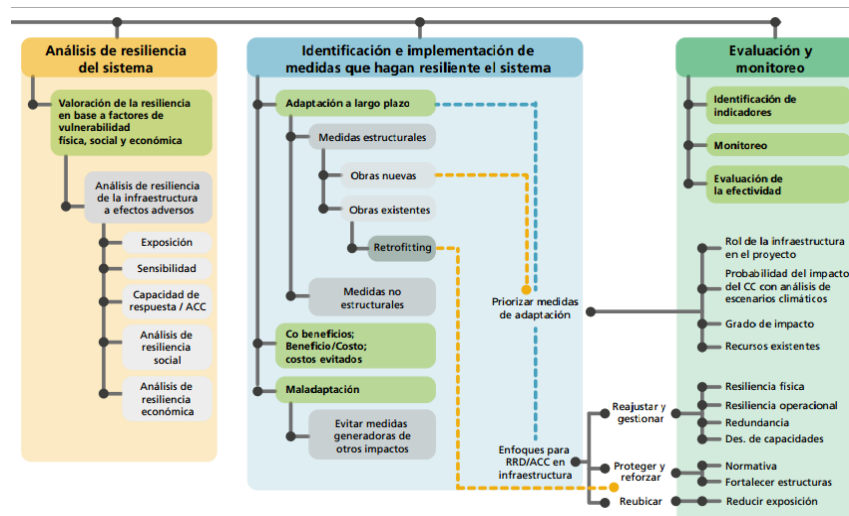 Análisis de resiliencia
del sistema
Valoración de la resiliencia
en base a factores de
vulnerabilidad
física, social y económica
Análisis de resiliencia
de la infraestructura
a efectos adversos
Exposición
Sensibilidad
Capacidad de
respuesta / ACC
Análisis de
resiliencia
social
Análisis de
resiliencia
económica
Identificación e implementación de
medidas que hagan resiliente el sistema
Adaptación a largo plazo
Medidas estructurales
Obras nuevas
Obras existentes
Retrofitting
Medidas no
estructurales
Co beneficios;
Beneficio/Costo;
costos evitados
Maladaptación
Evitar medidas
generadoras de
otros impactos
Priorizar medidas
de adaptación
Enfoques para
RRD/ACC en
infraestructura
Reajustar y
gestionar
Proteger y
reforzar
Reubicar
Evaluación y
monitoreo
Identificación de
indicadores
Monitoreo
Evaluación de
la efectividad
Rol de la infraestructura
en el proyecto
Probabilidad del impacto
del CC con análisis de
escenarios climáticos
Grado de impacto
Recursos existentes
Resiliencia física
Resiliencia operacional
Redundancia
Des. de capacidades
Normativa
Fortalecer estructuras
Reducir exposición